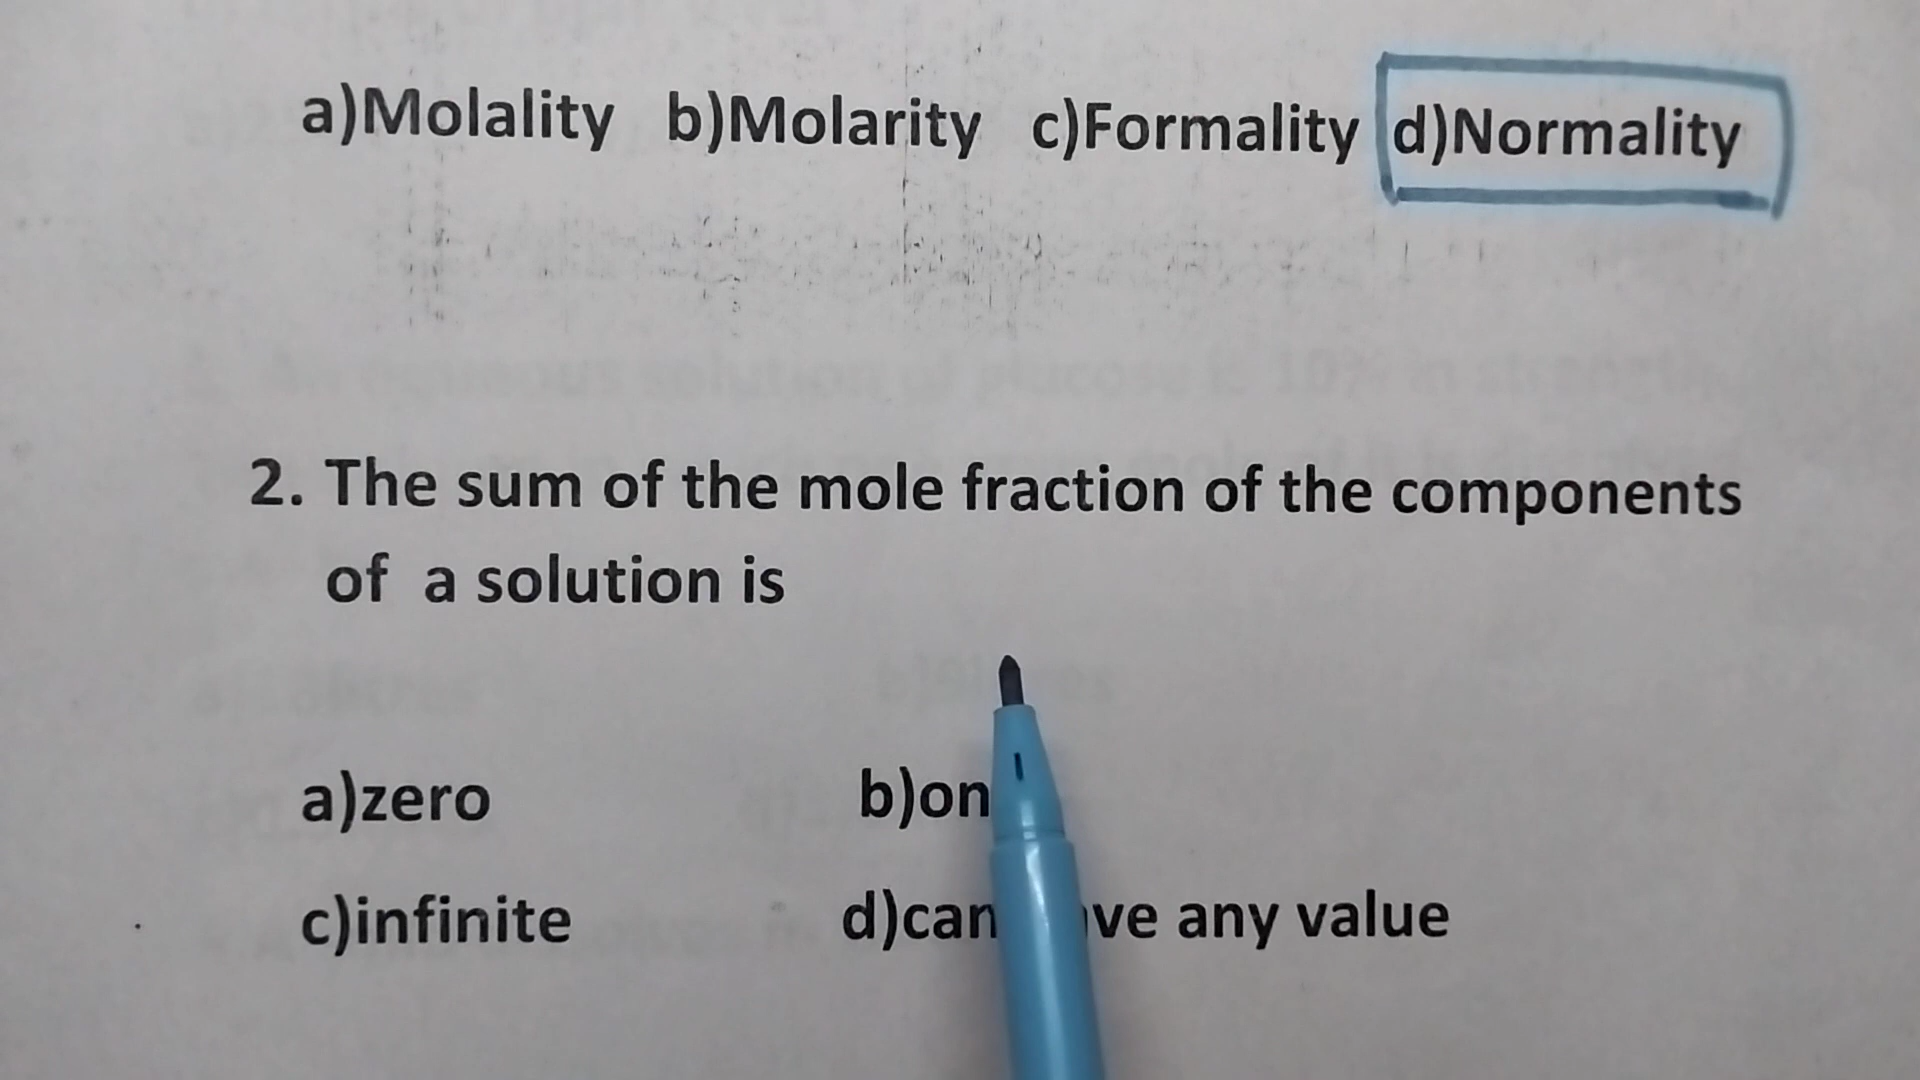 a)Molality b)Molarity c)Formality d)Normality
2. The sum of the mole fraction of the components
of a solution is
a)zero b)on
c)infinite d)can ve any value